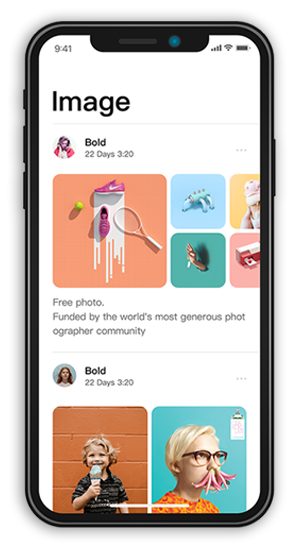 9:41
Image
Bold
22 Days 3:20
Free photo.
Funded by the world's most generous phot
ographer community
Bold
22 Days 3:20